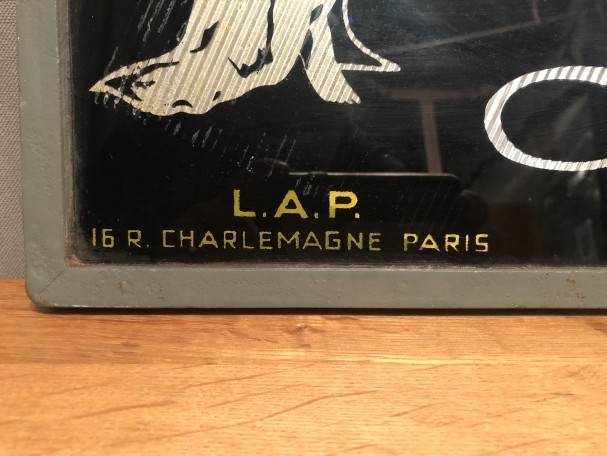 L.A.P.
16 R. CHARLEMAGNE PARIS